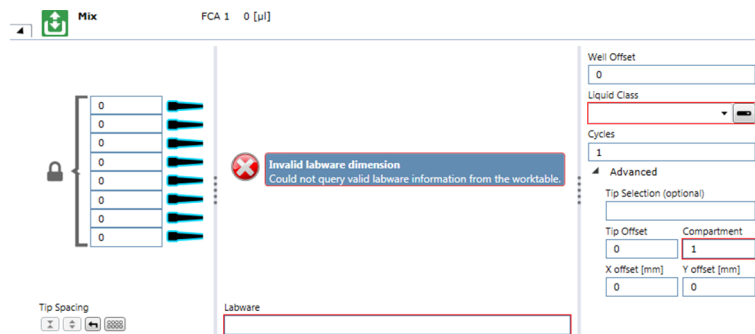 Mix FCA 1 0 [µl]
0
0
0
0
0
0
0
0
Tip Spacing
Invalid labware dimension
Could not query valid labware information from the worktable.
Labware
Well Offset
0
Liquid Class
Cycles
1
Advanced
Tip Selection (optional)
Tip Offset Compartment
0 1
X offset [mm] Y offset [mm]
0 0